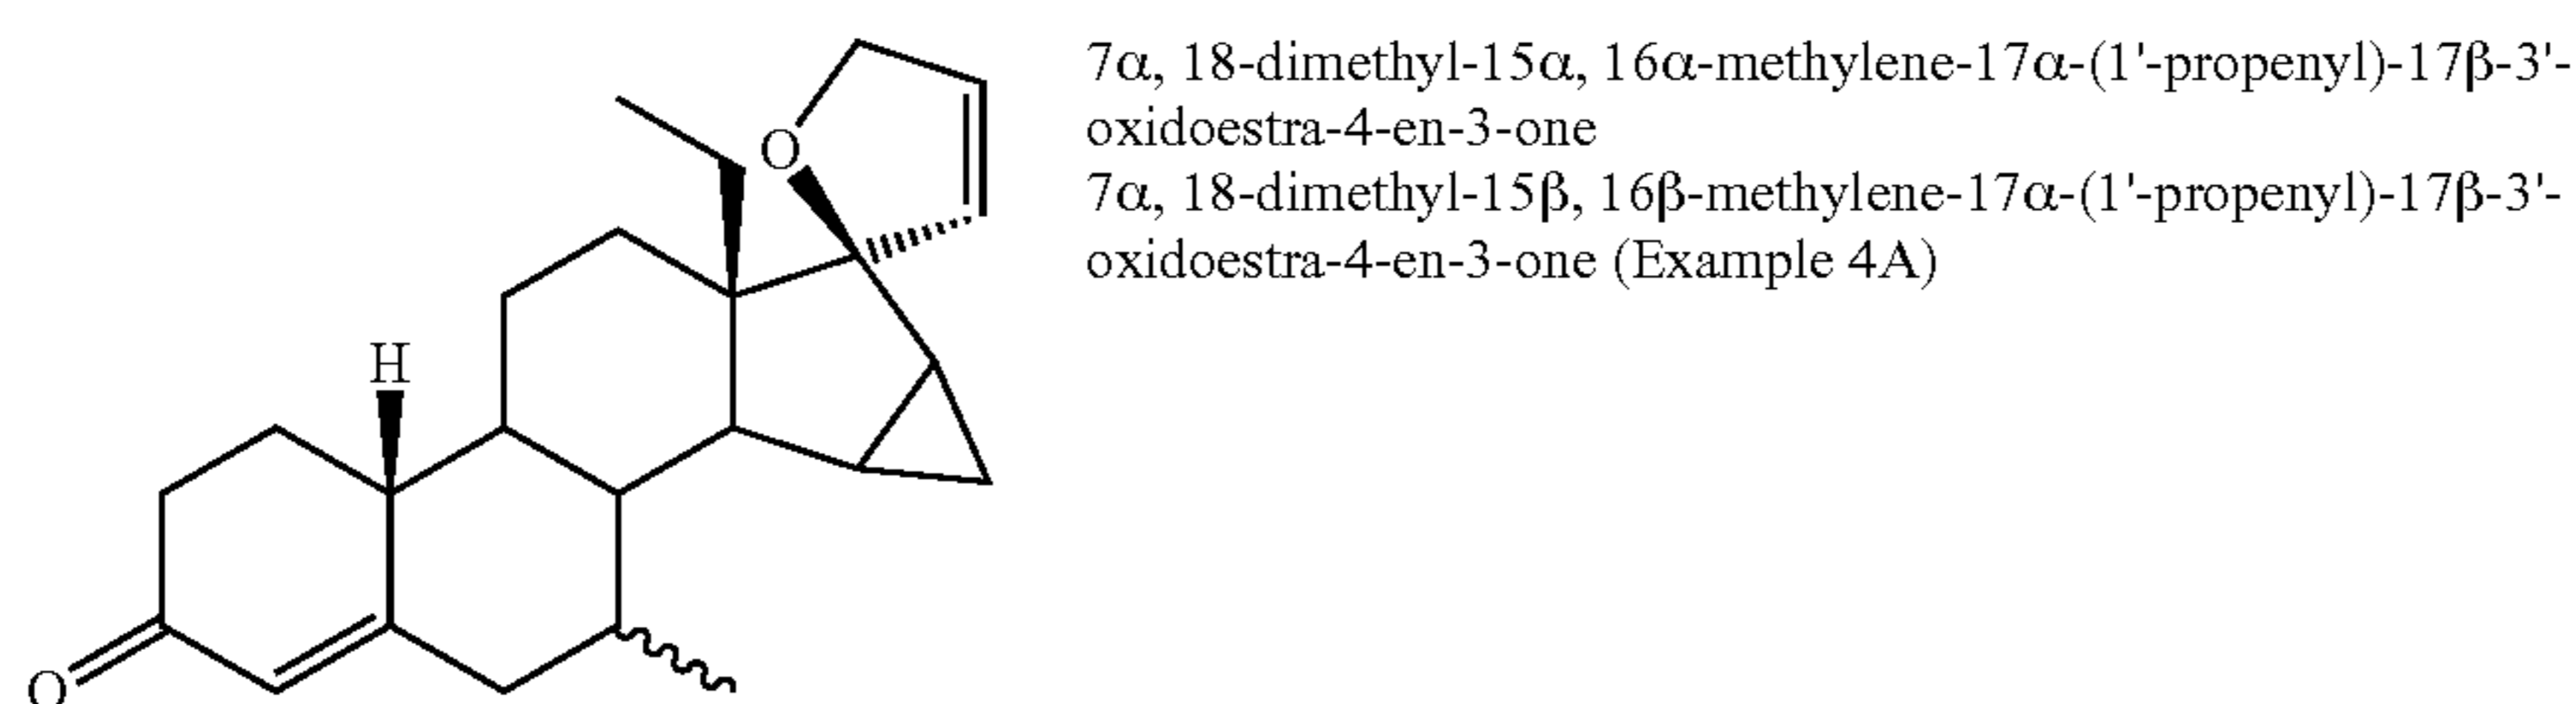 7α, 18-dimethyl-15α, 16α-methylene-17α-(1'-propenyl)-17β-3'-
oxidoestra-4-en-3-one
7α, 18-dimethyl-15β, 16β-methylene-17α-(1'-propenyl)-17β-3'-
oxidoestra-4-en-3-one (Example 4A)
O
H
O